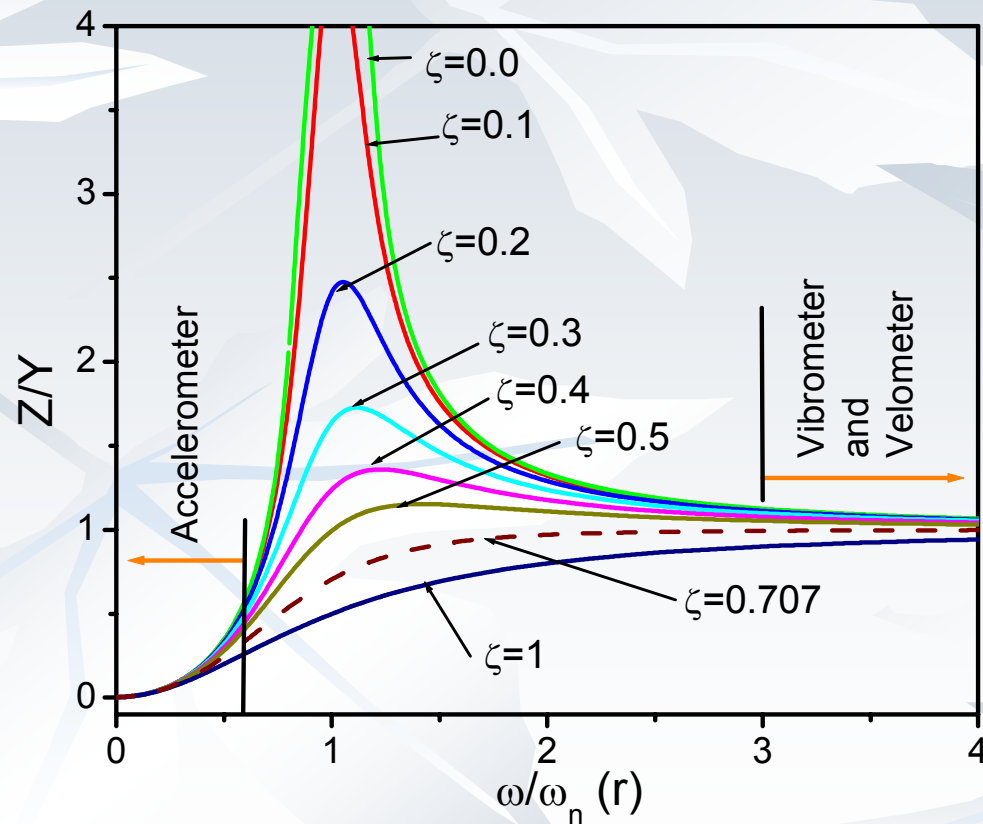 4
3
2
1
0
Z/Y
ζ=0.0
ζ=0.1
ζ=0.2
ζ=0.3
ζ=0.4
ζ=0.5
ζ=0.707
ζ=1
Accelerometer
Vibrometer
and
Velometer
0 1 2 3 4
ω/ωn (r)